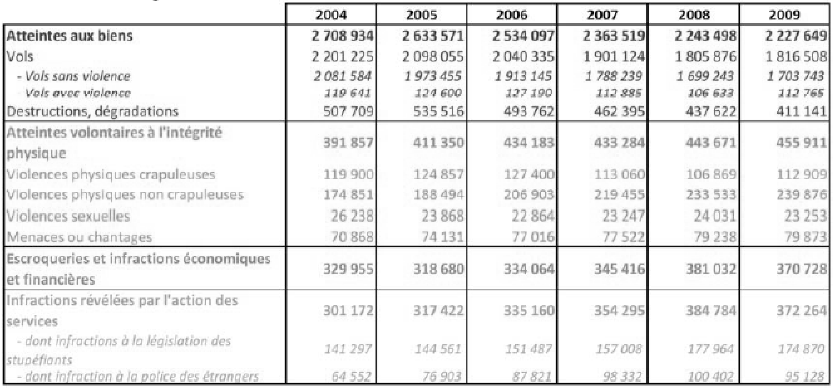 2004 2005 2006 2007 2008 2009
Atteintes aux biens 2 708 934 2 633 571 2 534 097 2 363 519 2 243 498 2 227 649
Vols 2 201 225 2 098 055 2 040 335 1 901 124 1 805 876 1 816 508
- Vols sans violence 2 081 584 1 973 455 1 913 145 1 788 239 1 699 243 1 703 743
- Vols avec violence 119 641 124 600 127 190 112 885 106 633 112 765
Destructions, dégradations 507 709 535 516 493 762 462 395 437 622 411 141
Atteintes volontaires à l'intégrité
physique 391 857 411 350 434 183 433 284 443 671 455 911
Violences physiques crapuleuses 119 900 124 857 127 400 113 060 106 869 112 909
Violences physiques non crapuleuses 174 851 188 494 206 903 219 455 233 533 239 876
Violences sexuelles 26 238 23 868 22 864 23 247 24 031 23 253
Menaces ou chantages 70 868 74 131 77 016 77 522 79 238 79 873
Escroqueries et infractions économiques
et financières 329 955 318 680 334 064 345 416 381 032 370 728
Infractions révélées par l'action des
services 301 172 317 422 335 160 354 295 384 784 372 264
- dont infractions à la législation des
stupéfiants 141 297 144 561 151 487 157 008 177 964 174 870
- dont infraction à la police des étrangers 64 552 76 903 87 821 98 332 100 402 95 128